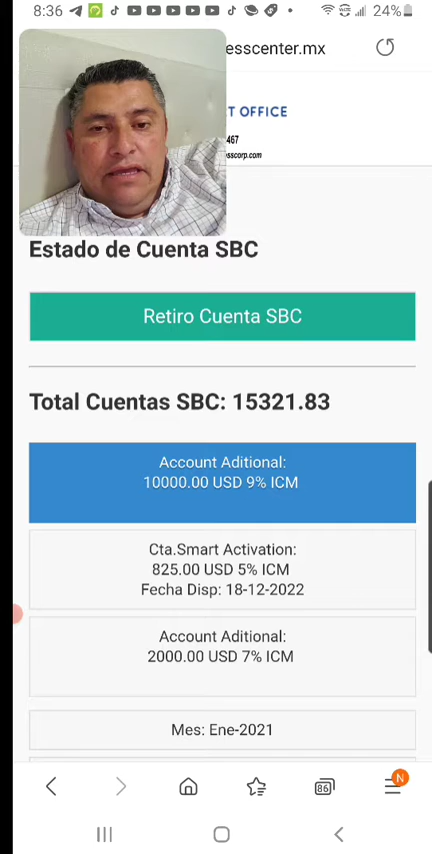 8:36
24%
esscenter.mx
T OFFICE
467
sscorp.com
Estado de Cuenta SBC
Retiro Cuenta SBC
Total Cuentas SBC: 15321.83
Account Aditional:
10000.00 USD 9% ICM
Cta.Smart Activation:
825.00 USD 5% ICM
Fecha Disp: 18-12-2022
Account Aditional:
2000.00 USD 7% ICM
Mes: Ene-2021
86
N